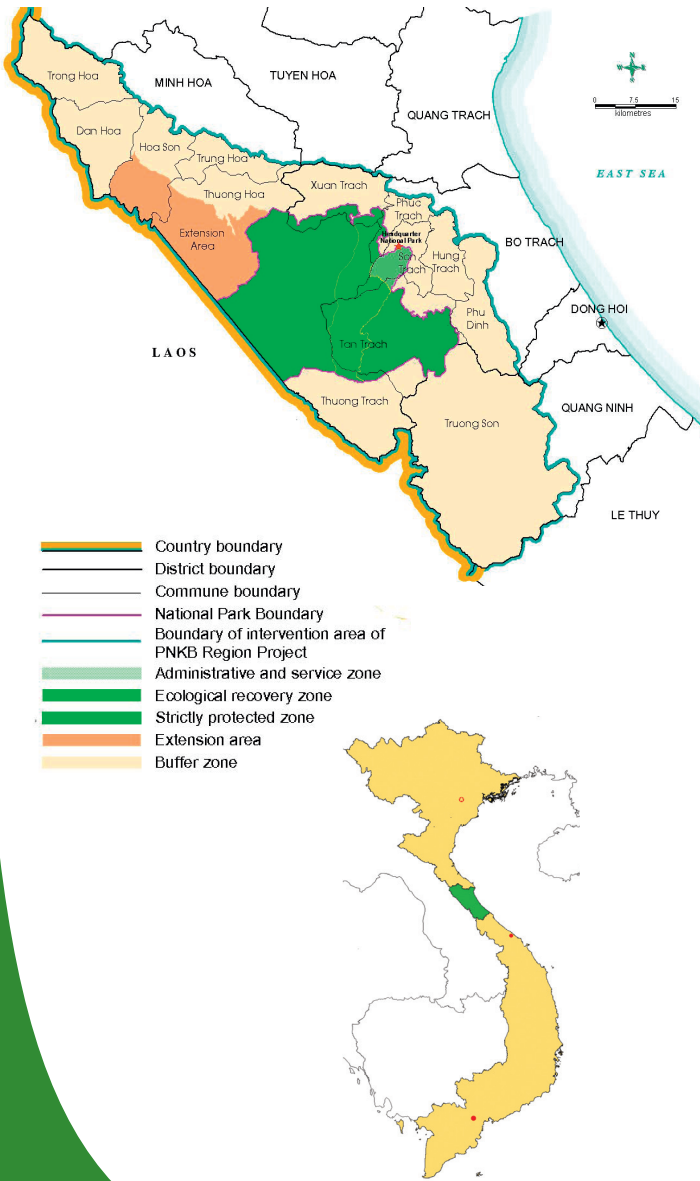 Trong Hoa
MINH HOA
TUYEN HOA
N
W E
S
0 7.5 15
kilometres
QUANG TRACH
Dan Hoa
Hoa Son
Trung Hoa
EAST SEA
Thuong Hoa
Xuan Trach
Phuc
Trach
Extension
Area
Headquarter
National Park
Son
Trach
Hung
Trach
BO TRACH
Phu
Dinh
DONG HOI
LAOS
Tan Trach
Thuong Trach
Truong Son
QUANG NINH
LE THUY
Country boundary
District boundary
Commune boundary
National Park Boundary
Boundary of intervention area of
PNKB Region Project
Administrative and service zone
Ecological recovery zone
Strictly protected zone
Extension area
Buffer zone